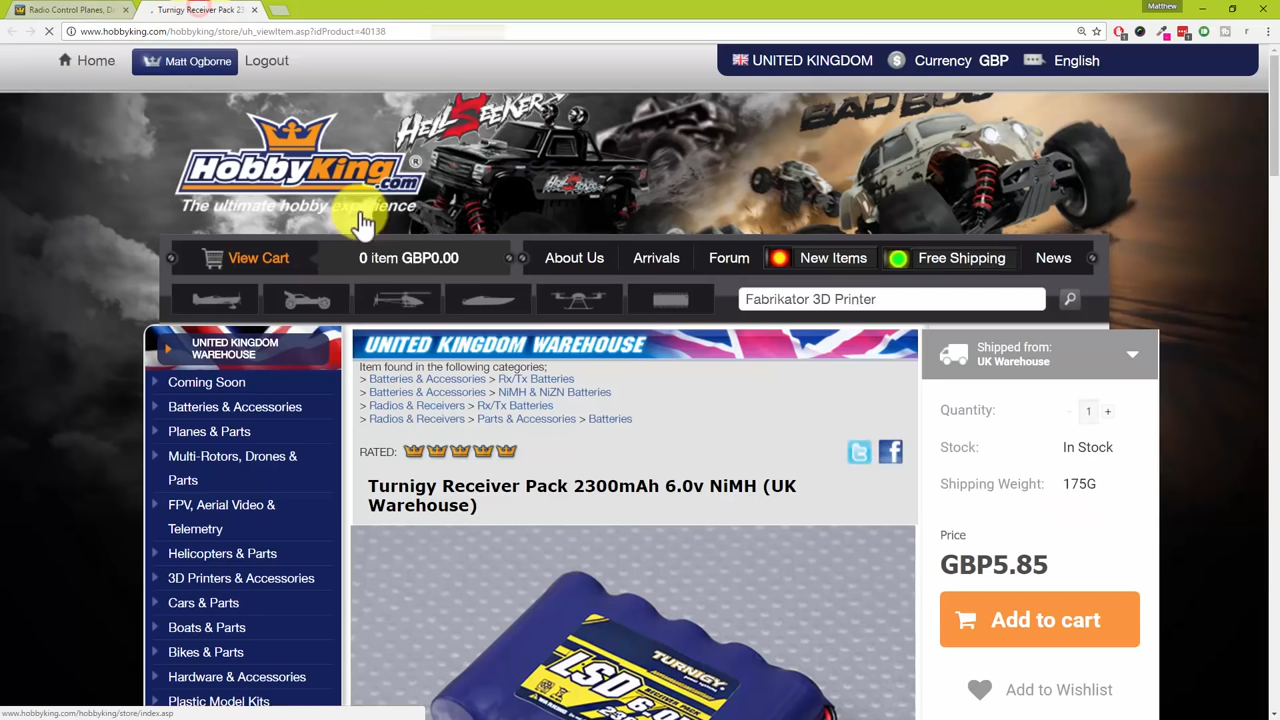 Radio Control Planes, D
Turnigy Receiver Pack 23
Matthew
www.hobbyking.com/hobbyking/store/uh_viewItem.asp?idProduct=40138
Home
Matt Ogborne
Logout
UNITED KINGDOM
Currency GBP
English
HELLSEEKER
BAD BUG
HobbyKing.com
The ultimate hobby experience
View Cart
0 item GBP0.00
About Us
Arrivals
Forum
New Items
Free Shipping
News
Fabrikator 3D Printer
UNITED KINGDOM
WAREHOUSE
Coming Soon
Batteries & Accessories
Planes & Parts
Multi-Rotors, Drones &
Parts
FPV, Aerial Video &
Telemetry
Helicopters & Parts
3D Printers & Accessories
Cars & Parts
Boats & Parts
Bikes & Parts
Hardware & Accessories
Plastic Model Kits
UNITED KINGDOM WAREHOUSE
Item found in the following categories;
> Batteries & Accessories > Rx/Tx Batteries
> Batteries & Accessories > NiMH & NiZN Batteries
> Radios & Receivers > Rx/Tx Batteries
> Radios & Receivers > Parts & Accessories > Batteries
RATED:
Turnigy Receiver Pack 2300mAh 6.0v NiMH (UK
Warehouse)
TURNIGY
LSD 6.0
Shipped from:
UK Warehouse
Quantity: - 1 +
Stock: In Stock
Shipping Weight: 175G
Price
GBP5.85
Add to cart
Add to Wishlist
www.hobbyking.com/hobbyking/store/index.asp